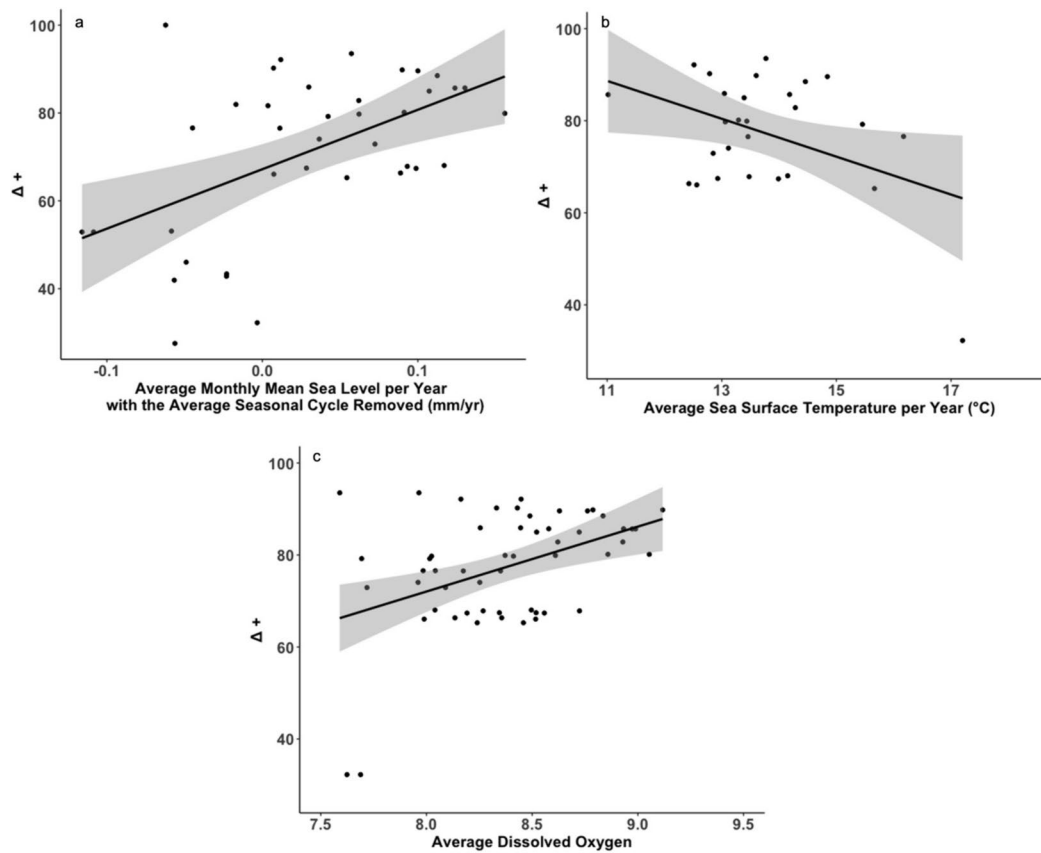 a
100
80
60
40
Δ +
-0.1
0.0
0.1
Average Monthly Mean Sea Level per Year
with the Average Seasonal Cycle Removed (mm/yr)
b
100
80
60
40
Δ +
11
13
15
17
Average Sea Surface Temperature per Year (°C)
c
100
80
60
40
Δ +
7.5
8.0
8.5
9.0
9.5
Average Dissolved Oxygen